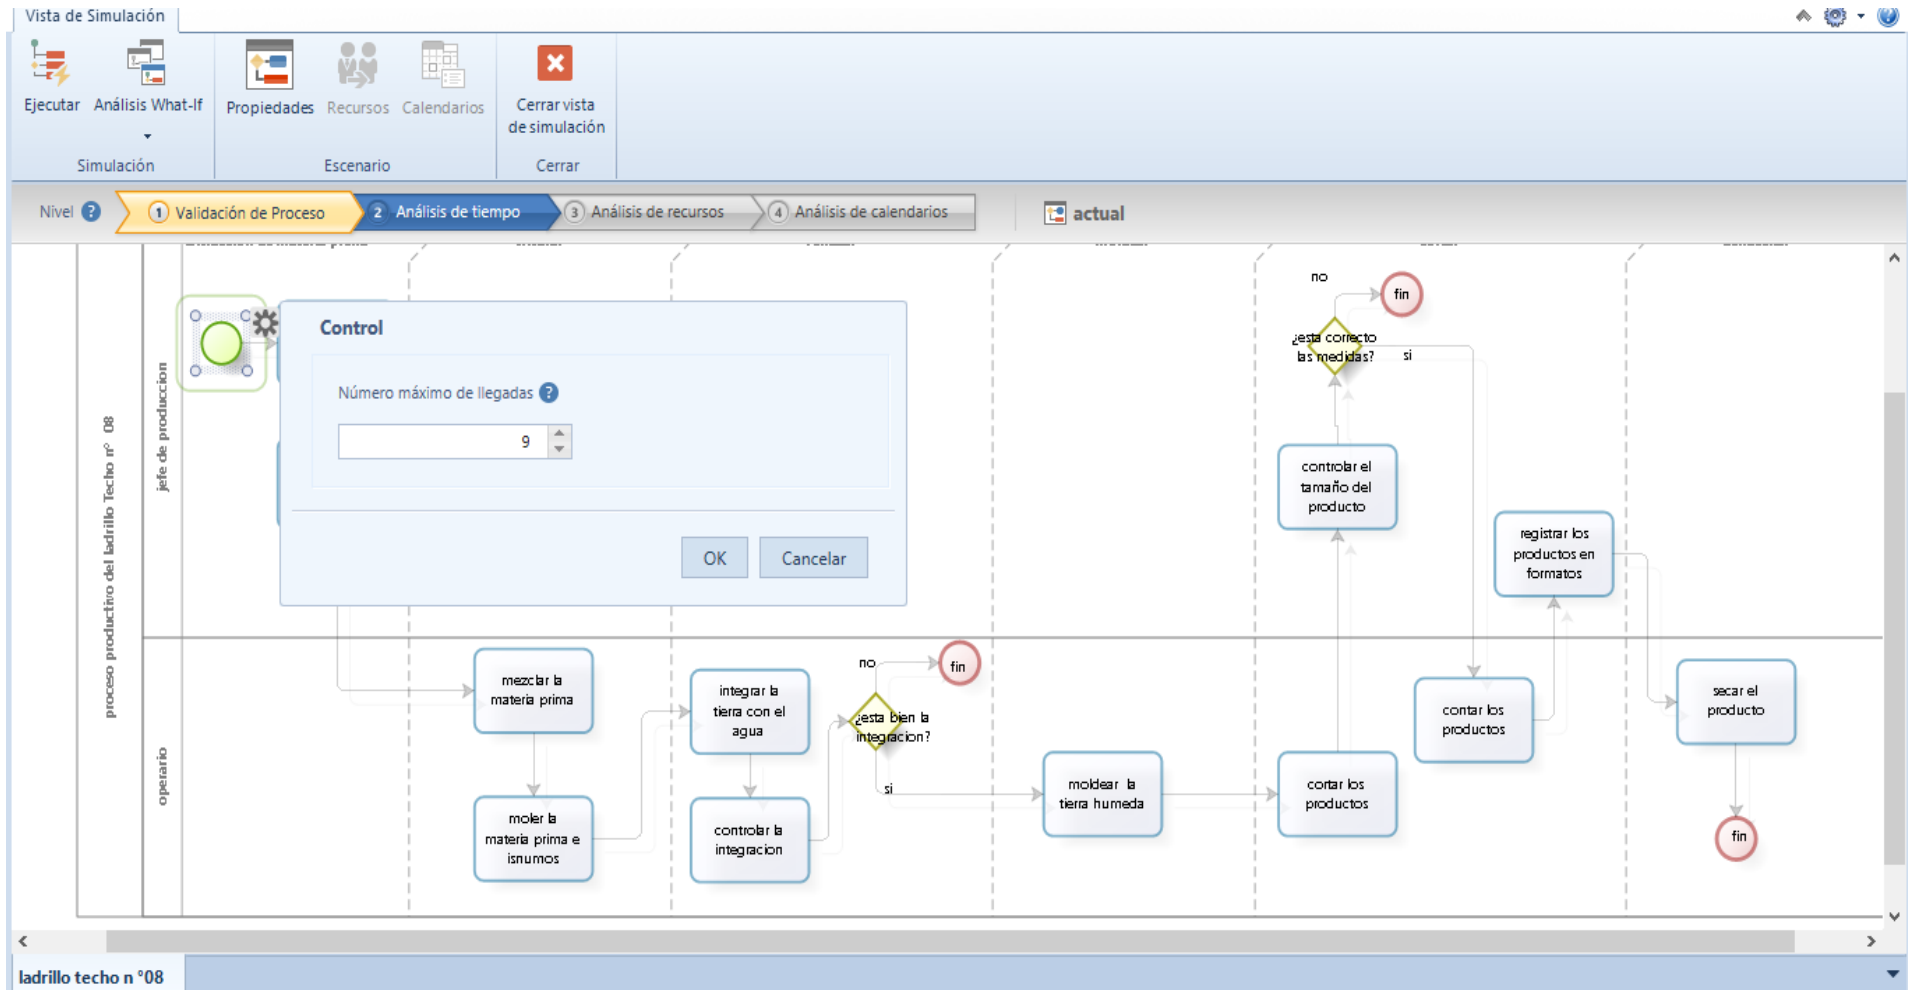 Vista de Simulación
Ejecutar
Análisis What-If
Propiedades
Recursos
Calendarios
Cerrar vista
de simulación
Simulación
Escenario
Cerrar
Nivel ?
1 Validación de Proceso
2 Análisis de tiempo
3 Análisis de recursos
4 Análisis de calendarios
actual
proceso productivo del ladrillo Techo nº 08
jefe de produccion
operario
Control
Número máximo de llegadas ?
9
OK
Cancelar
no
fin
¿esta correcto
las medidas?
si
controlar el
tamaño del
producto
registrar los
productos en
formatos
mezclar la
materia prima
moler la
materia prima e
isnumos
integrar la
tierra con el
agua
controlar la
integracion
no
fin
¿esta bien la
integracion?
si
moldear la
tierra humeda
cortar los
productos
contar los
productos
secar el
producto
fin
ladrillo techo n °08